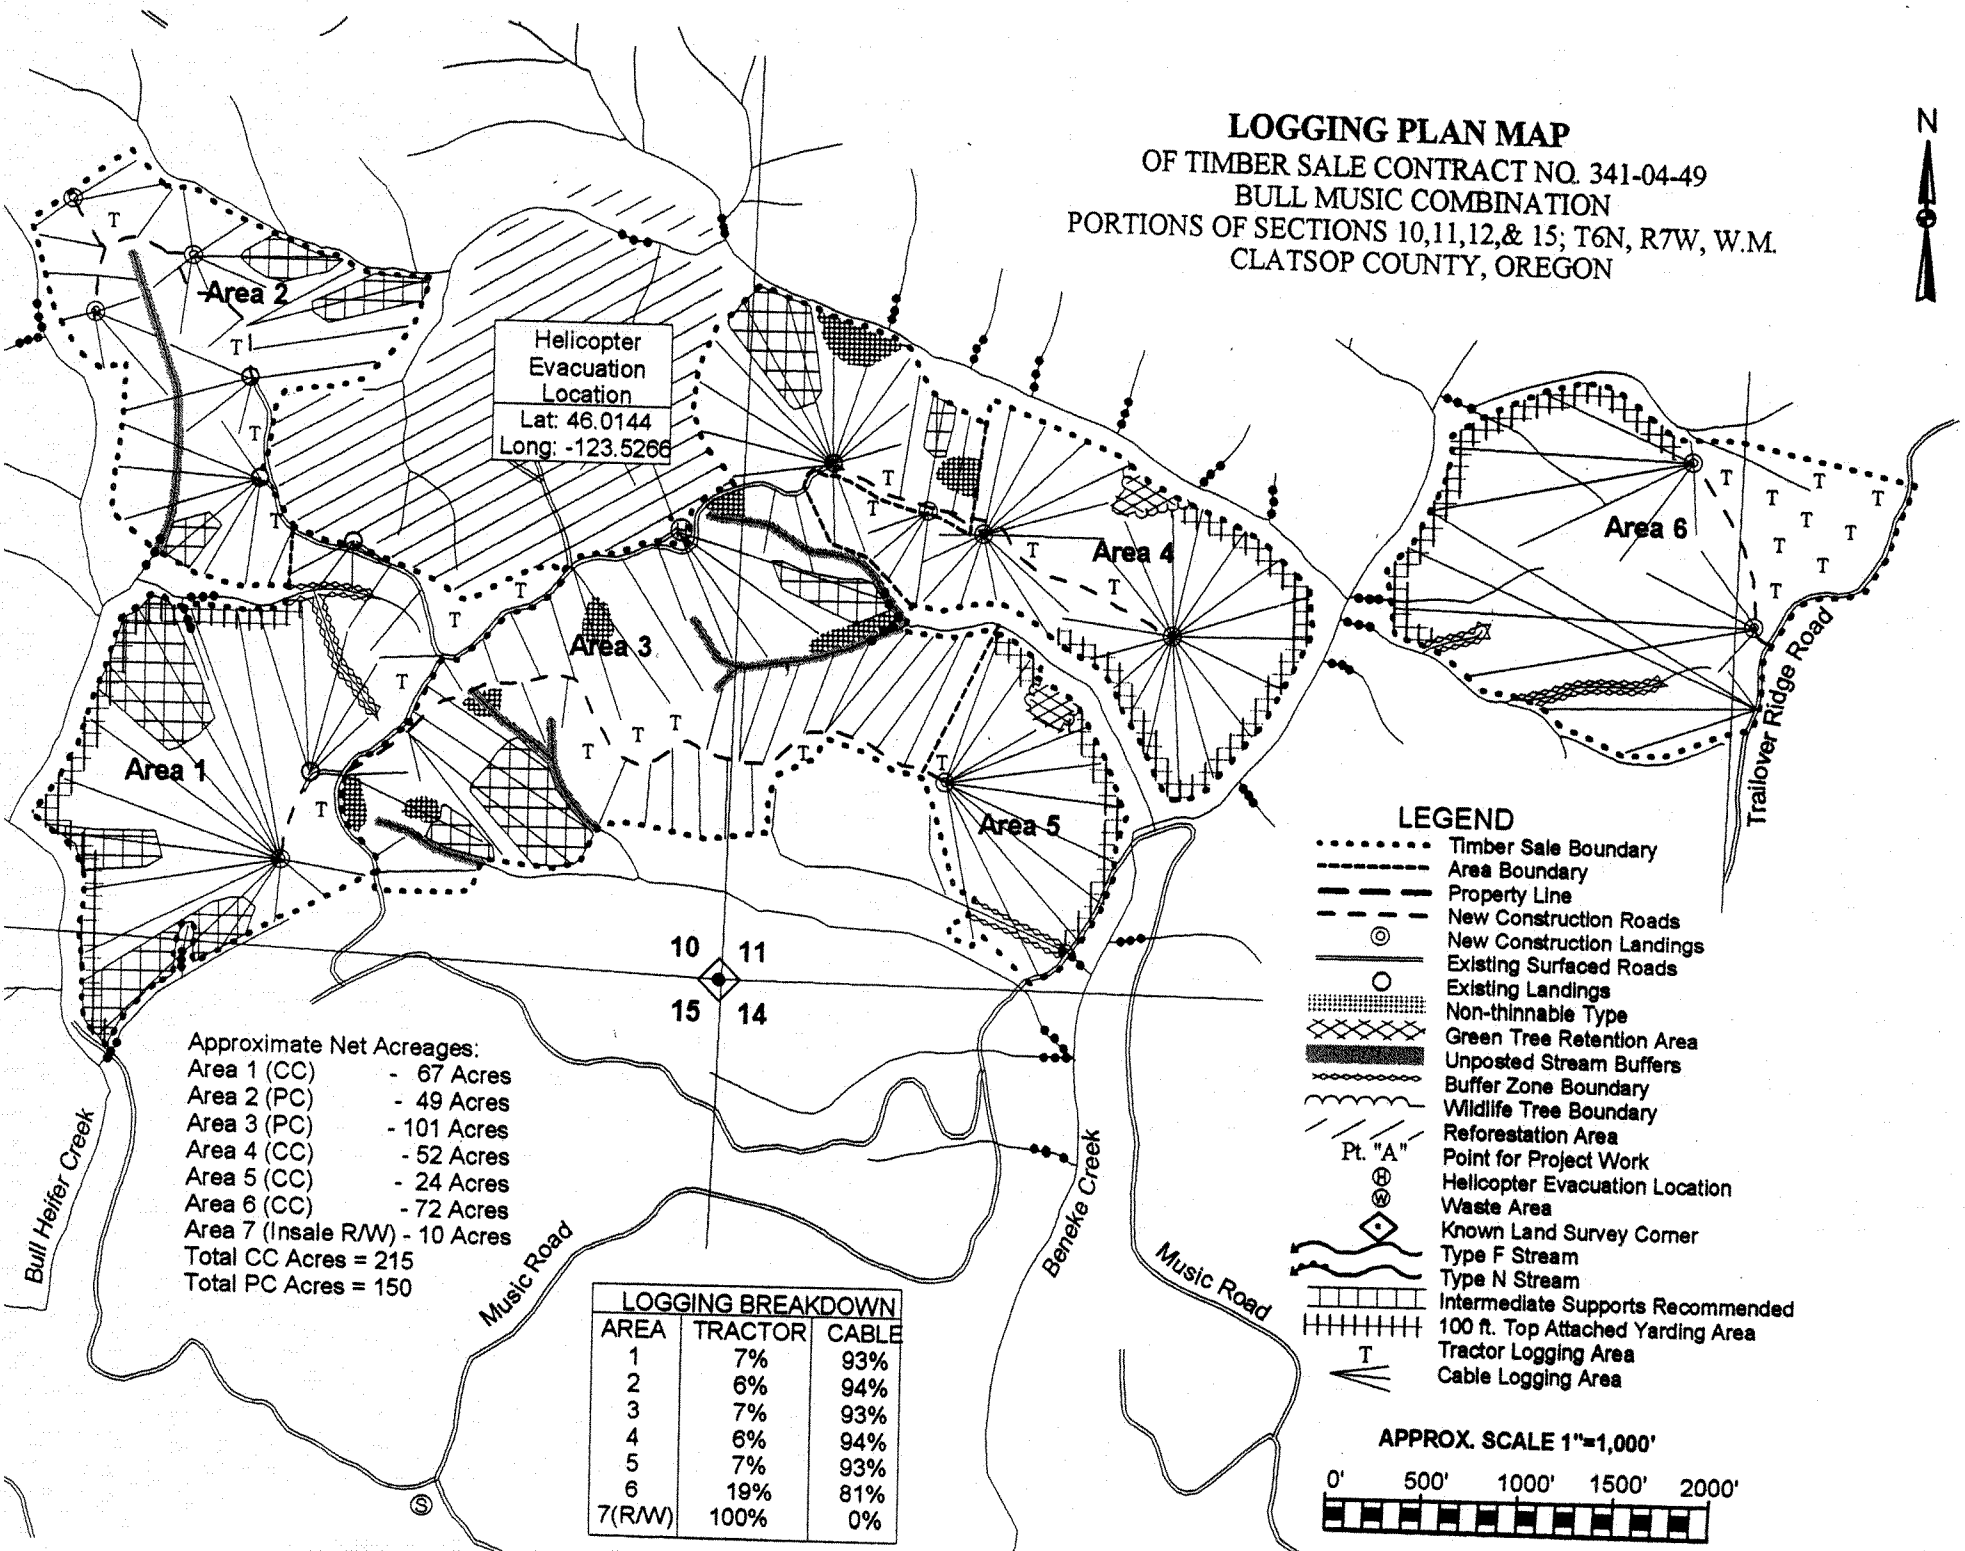 LOGGING PLAN MAP
OF TIMBER SALE CONTRACT NO. 341-04-49
BULL MUSIC COMBINATION
PORTIONS OF SECTIONS 10,11,12,& 15; T6N, R7W, W.M.
CLATSOP COUNTY, OREGON
N
T
Area 2
T
T
T
Helicopter
Evacuation
Location
Lat: 46.0144
Long: -123.5266
T
T
T
T
Area 4
T
T
T
T
T
T
T
T
T
T
T
Area 6
T
T
Area 3
T
T
T
T
Area 1
T
T
Area 5
Trailover Ridge Road
10 11
15 14
LEGEND
Timber Sale Boundary
Area Boundary
Property Line
New Construction Roads
New Construction Landings
Existing Surfaced Roads
Existing Landings
Non-thinnable Type
Green Tree Retention Area
Unposted Stream Buffers
Buffer Zone Boundary
Wildlife Tree Boundary
Reforestation Area
Pt. "A" Point for Project Work
H Helicopter Evacuation Location
W Waste Area
Known Land Survey Corner
Type F Stream
Type N Stream
Intermediate Supports Recommended
100 ft. Top Attached Yarding Area
T Tractor Logging Area
Cable Logging Area
APPROX. SCALE 1"=1,000'
0' 500' 1000' 1500' 2000'
Approximate Net Acreages:
Area 1 (CC) - 67 Acres
Area 2 (PC) - 49 Acres
Area 3 (PC) - 101 Acres
Area 4 (CC) - 52 Acres
Area 5 (CC) - 24 Acres
Area 6 (CC) - 72 Acres
Area 7 (Insale R/W) - 10 Acres
Total CC Acres = 215
Total PC Acres = 150
Bull Heifer Creek
Music Road
Beneke Creek
Music Road
LOGGING BREAKDOWN
AREA TRACTOR CABLE
1 7% 93%
2 6% 94%
3 7% 93%
4 6% 94%
5 7% 93%
6 19% 81%
7(R/W) 100% 0%
S